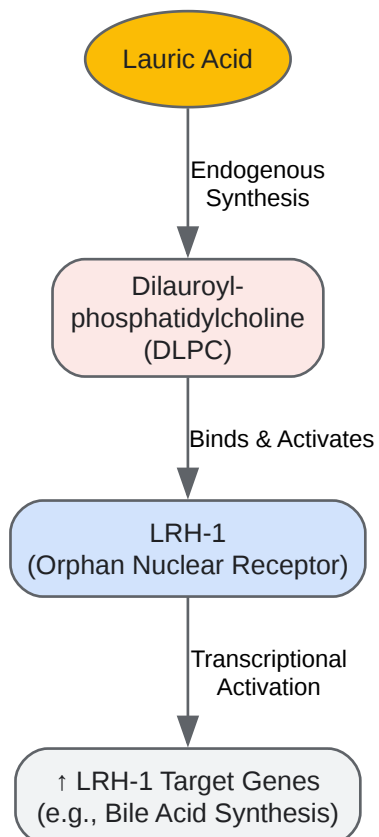 Lauric Acid
Endogenous
Synthesis
Dilauroyl-
phosphatidylcholine
(DLPC)
Binds & Activates
LRH-1
(Orphan Nuclear Receptor)
Transcriptional
Activation
↑ LRH-1 Target Genes
(e.g., Bile Acid Synthesis)